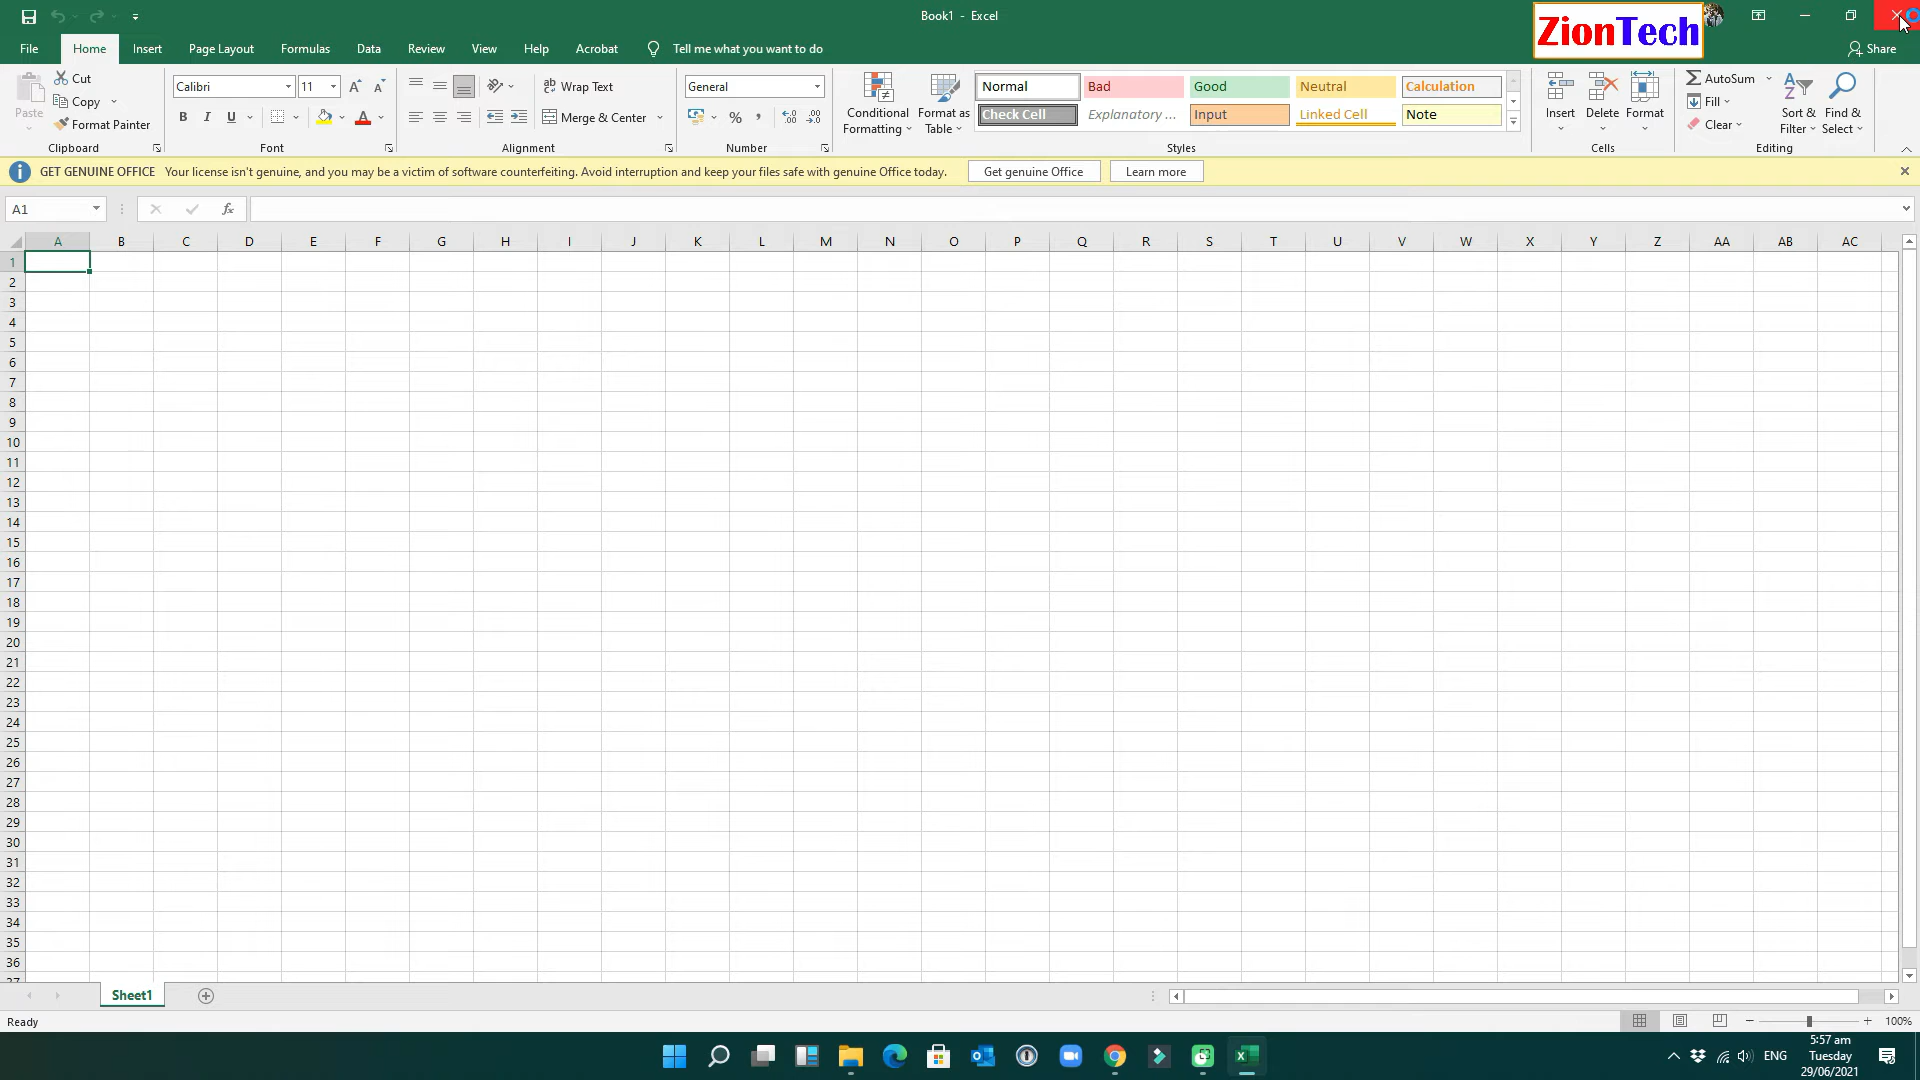 Book1 - Excel
ZionTech
File Home Insert Page Layout Formulas Data Review View Help Acrobat Tell me what you want to do Share
Paste
Cut
Copy
Format Painter
Clipboard
Calibri 11
B I U
Font
Wrap Text
Merge & Center
Alignment
General
% ,
Number
Conditional Formatting
Format as Table
Normal Bad Good Neutral Calculation
Check Cell Explanatory ... Input Linked Cell Note
Styles
Insert Delete Format
Cells
AutoSum
Fill
Clear
Sort & Filter
Find & Select
Editing
GET GENUINE OFFICE Your license isn't genuine, and you may be a victim of software counterfeiting. Avoid interruption and keep your files safe with genuine Office today. Get genuine Office Learn more
A1 fx
A B C D E F G H I J K L M N O P Q R S T U V W X Y Z AA AB AC
1
2
3
4
5
6
7
8
9
10
11
12
13
14
15
16
17
18
19
20
21
22
23
24
25
26
27
28
29
30
31
32
33
34
35
36
37
Sheet1
Ready 100%
ENG
5:57 am
Tuesday
29/06/2021